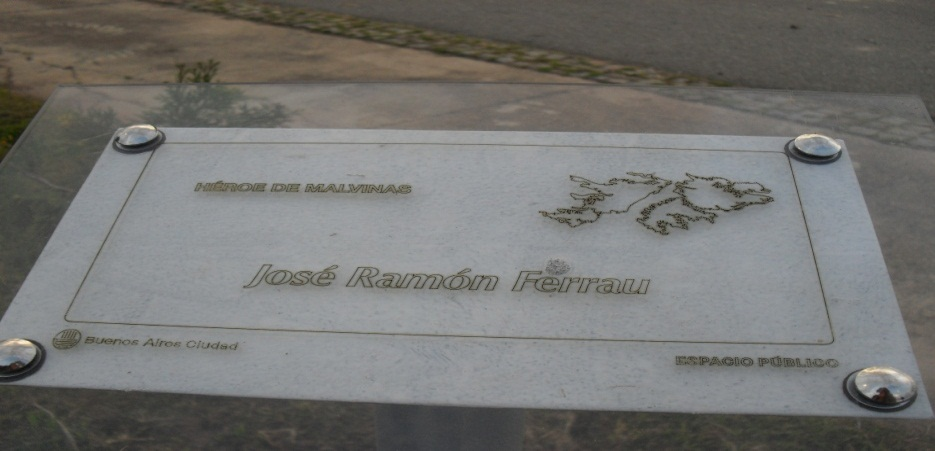 HÉROE DE MALVINAS
José Ramón Ferrau
Buenos Aires Ciudad
ESPACIO PÚBLICO